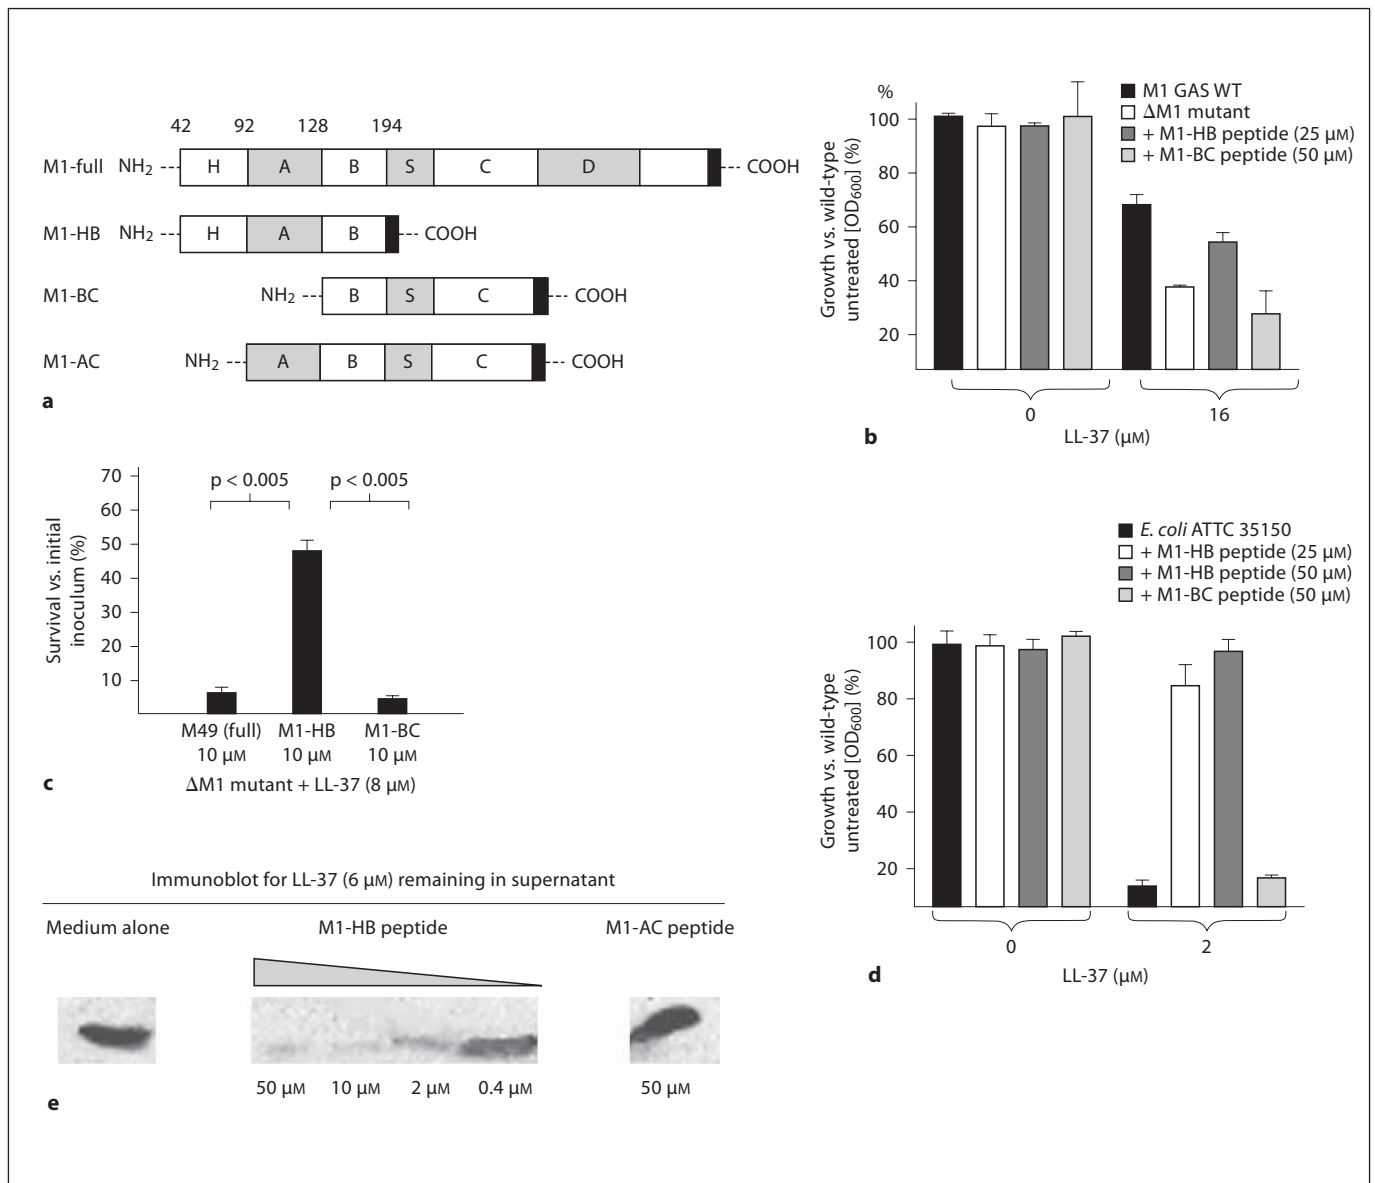 42 92 128 194
M1-full NH2 H A B S C D COOH
M1-HB NH2 H A B COOH
M1-BC NH2 B S C COOH
M1-AC NH2 A B S C COOH
a
%
M1 GAS WT
ΔM1 mutant
+ M1-HB peptide (25 μM)
+ M1-BC peptide (50 μM)
Growth vs. wild-type
untreated [OD600] (%)
100
80
60
40
20
0 16
LL-37 (μM)
b
Survival vs. initial
inoculum (%)
70
60
50
40
30
20
10
p < 0.005 p < 0.005
M49 (full) M1-HB M1-BC
10 μM 10 μM 10 μM
ΔM1 mutant + LL-37 (8 μM)
c
E. coli ATTC 35150
+ M1-HB peptide (25 μM)
+ M1-HB peptide (50 μM)
+ M1-BC peptide (50 μM)
Growth vs. wild-type
untreated [OD600] (%)
100
80
60
40
20
0 2
LL-37 (μM)
d
Immunoblot for LL-37 (6 μM) remaining in supernatant
Medium alone M1-HB peptide M1-AC peptide
50 μM 10 μM 2 μM 0.4 μM 50 μM
e